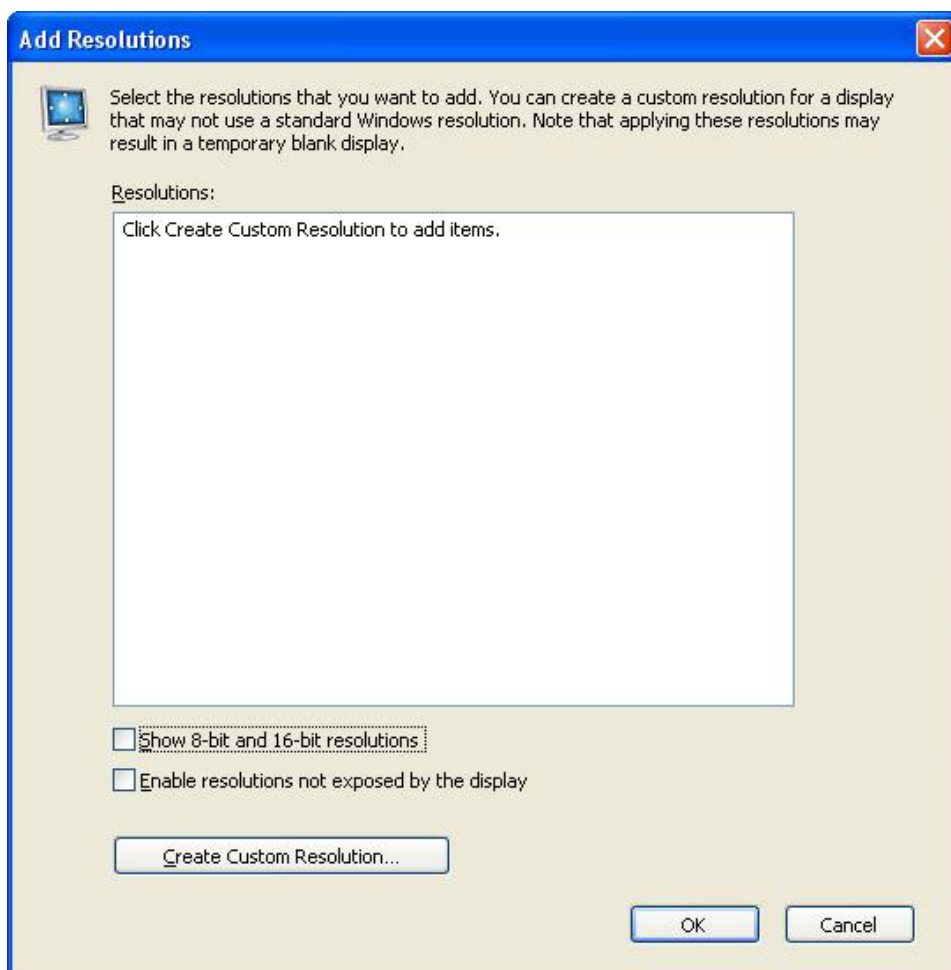 Add Resolutions
Select the resolutions that you want to add. You can create a custom resolution for a display
that may not use a standard Windows resolution. Note that applying these resolutions may
result in a temporary blank display.
Resolutions:
Click Create Custom Resolution to add items.
Show 8-bit and 16-bit resolutions
Enable resolutions not exposed by the display
Create Custom Resolution...
OK Cancel